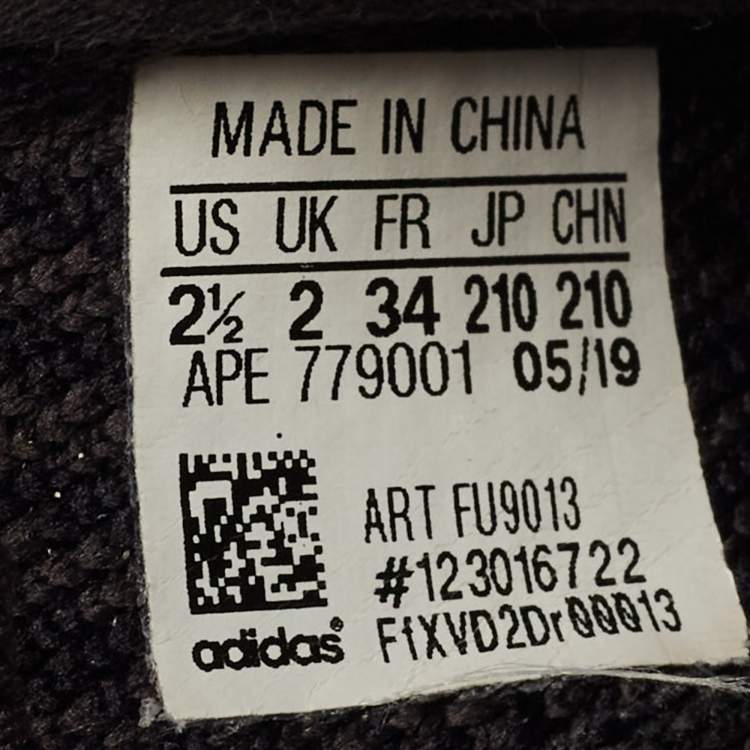 MADE IN CHINA
US UK FR JP CHN
2½ 2 34 210 210
APE 779001 05/19
ART FU9013
#123016722
adidas® F1XVD2Dr00013